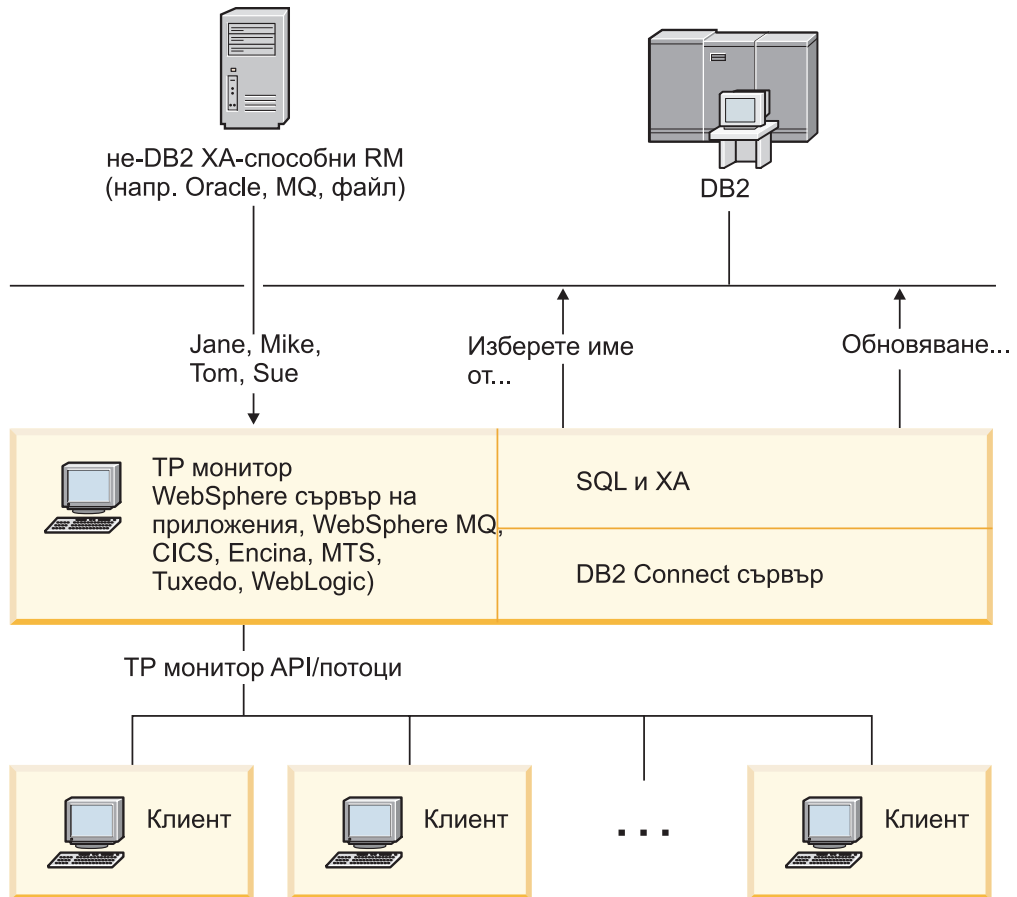 не-DB2 XA-способни RM
(напр. Oracle, MQ, файл)
DB2
Jane, Mike,
Tom, Sue
Изберете име
от...
Обновяване...
TP монитор
WebSphere сървър на
приложения, WebSphere MQ,
CICS, Encina, MTS,
Tuxedo, WebLogic)
SQL и XA
DB2 Connect сървър
TP монитор API/потоци
Клиент
Клиент
...
Клиент